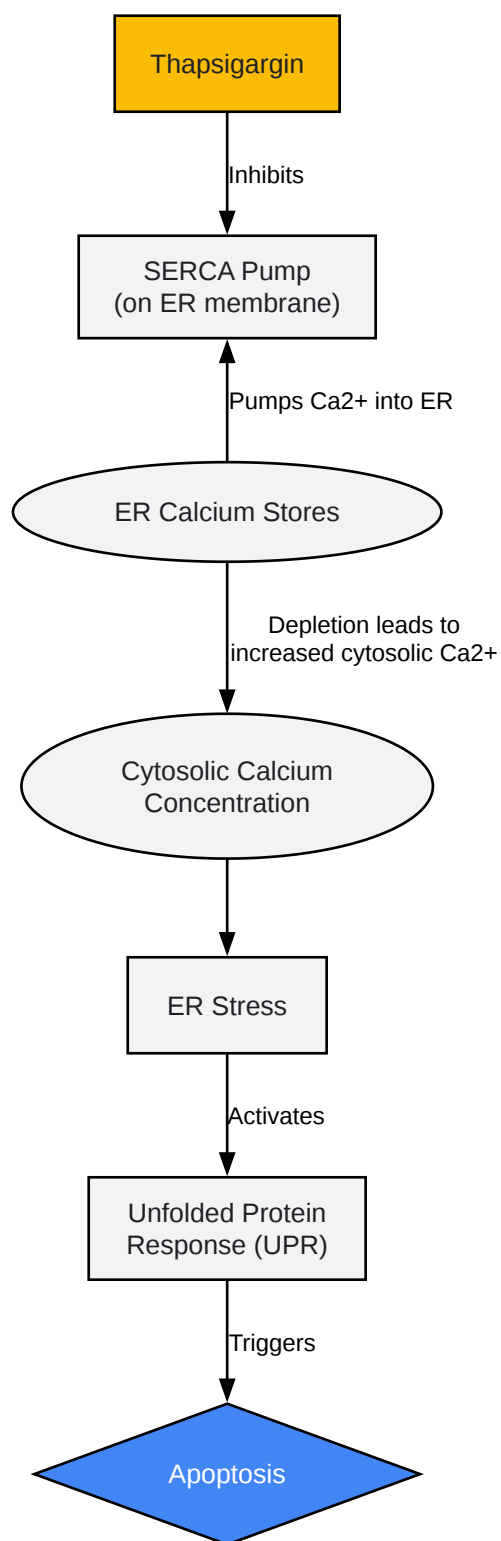 Thapsigargin
Inhibits
SERCA Pump
(on ER membrane)
Pumps Ca2+ into ER
ER Calcium Stores
Depletion leads to
increased cytosolic Ca2+
Cytosolic Calcium
Concentration
ER Stress
Activates
Unfolded Protein
Response (UPR)
Triggers
Apoptosis